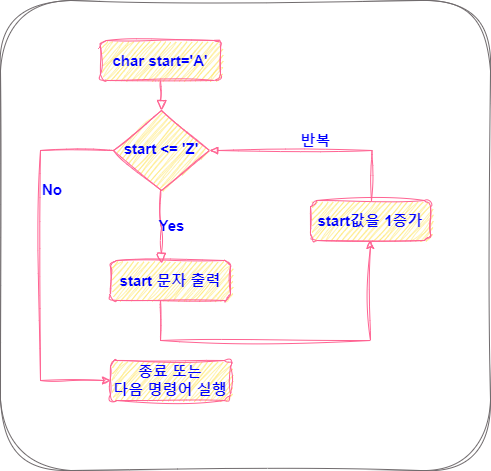 char start='A'
start <= 'Z'
반복
No
start값을 1증가
Yes
start 문자 출력
종료 또는
다음 명령어 실행